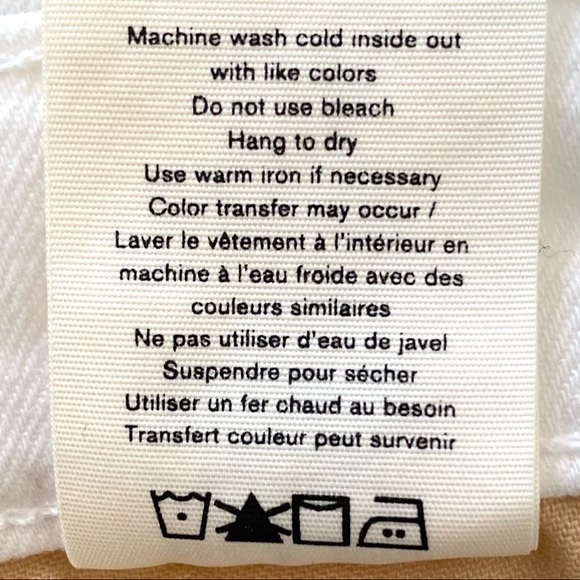 Machine wash cold inside out
with like colors
Do not use bleach
Hang to dry
Use warm iron if necessary
Color transfer may occur /
Laver le vêtement à l'intérieur en
machine à l'eau froide avec des
couleurs similaires
Ne pas utiliser d'eau de javel
Suspendre pour sécher
Utiliser un fer chaud au besoin
Transfert couleur peut survenir